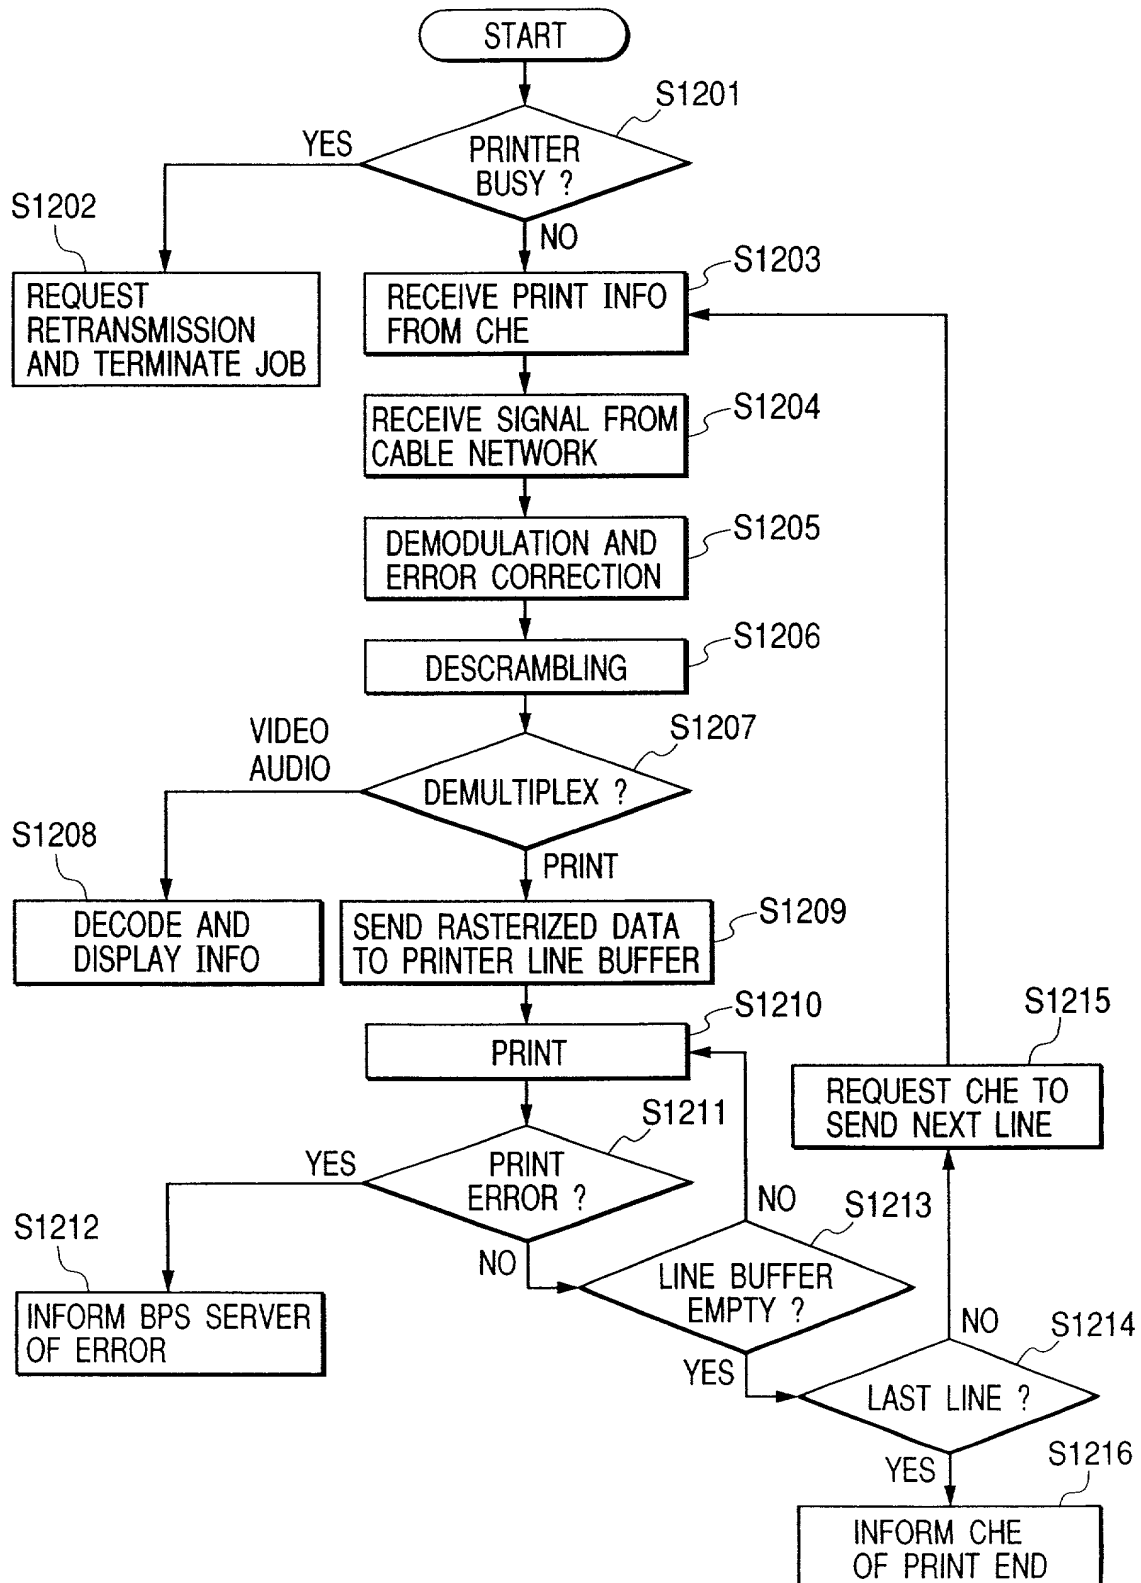 START
S1201
YES
PRINTER
BUSY ?
S1202
NO
REQUEST
RETRANSMISSION
AND TERMINATE JOB
S1203
RECEIVE PRINT INFO
FROM CHE
S1204
RECEIVE SIGNAL FROM
CABLE NETWORK
S1205
DEMODULATION AND
ERROR CORRECTION
S1206
DESCRAMBLING
S1207
VIDEO
AUDIO
DEMULTIPLEX ?
S1208
PRINT
DECODE AND
DISPLAY INFO
S1209
SEND RASTERIZED DATA
TO PRINTER LINE BUFFER
S1210
PRINT
S1215
REQUEST CHE TO
SEND NEXT LINE
S1211
YES
PRINT
ERROR ?
S1212
NO
INFORM BPS SERVER
OF ERROR
NO
S1213
LINE BUFFER
EMPTY ?
YES
NO
S1214
LAST LINE ?
YES
S1216
INFORM CHE
OF PRINT END